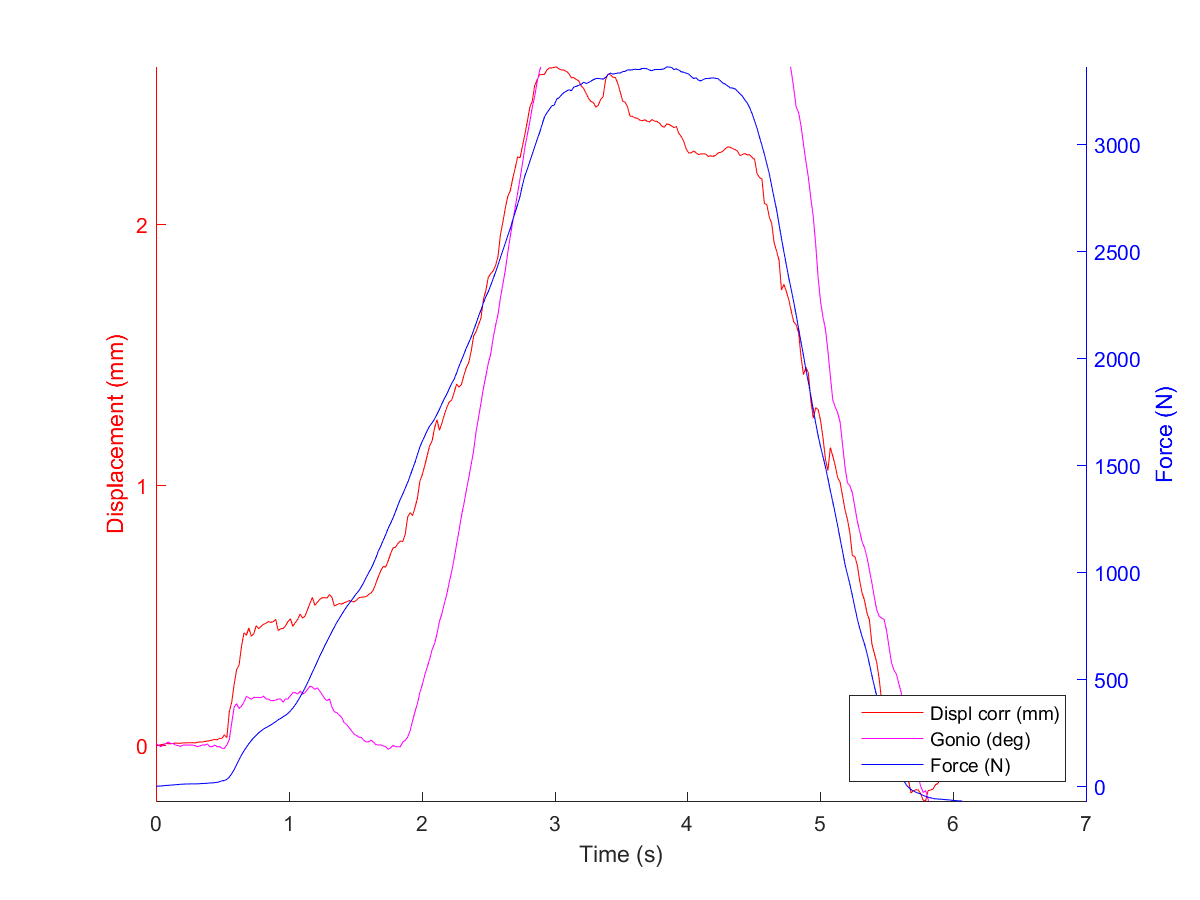 Displacement (mm)
2
1
0
3000
2500
2000
1500
1000
500
0
Force (N)
Displ corr (mm)
Gonio (deg)
Force (N)
0 1 2 3 4 5 6 7
Time (s)